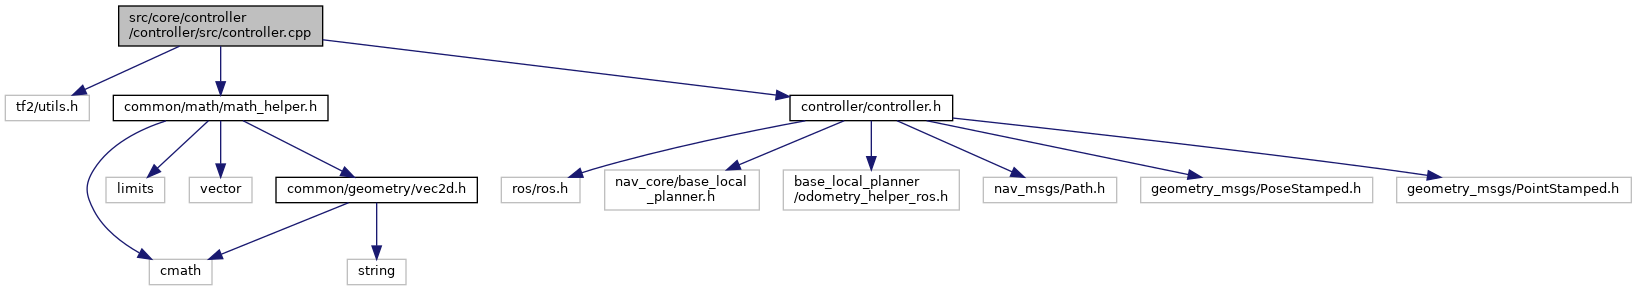 src/core/controller
/controller/src/controller.cpp
tf2/utils.h
common/math/math_helper.h
controller/controller.h
limits
vector
common/geometry/vec2d.h
ros/ros.h
nav_core/base_local
_planner.h
base_local_planner
/odometry_helper_ros.h
nav_msgs/Path.h
geometry_msgs/PoseStamped.h
geometry_msgs/PointStamped.h
cmath
string